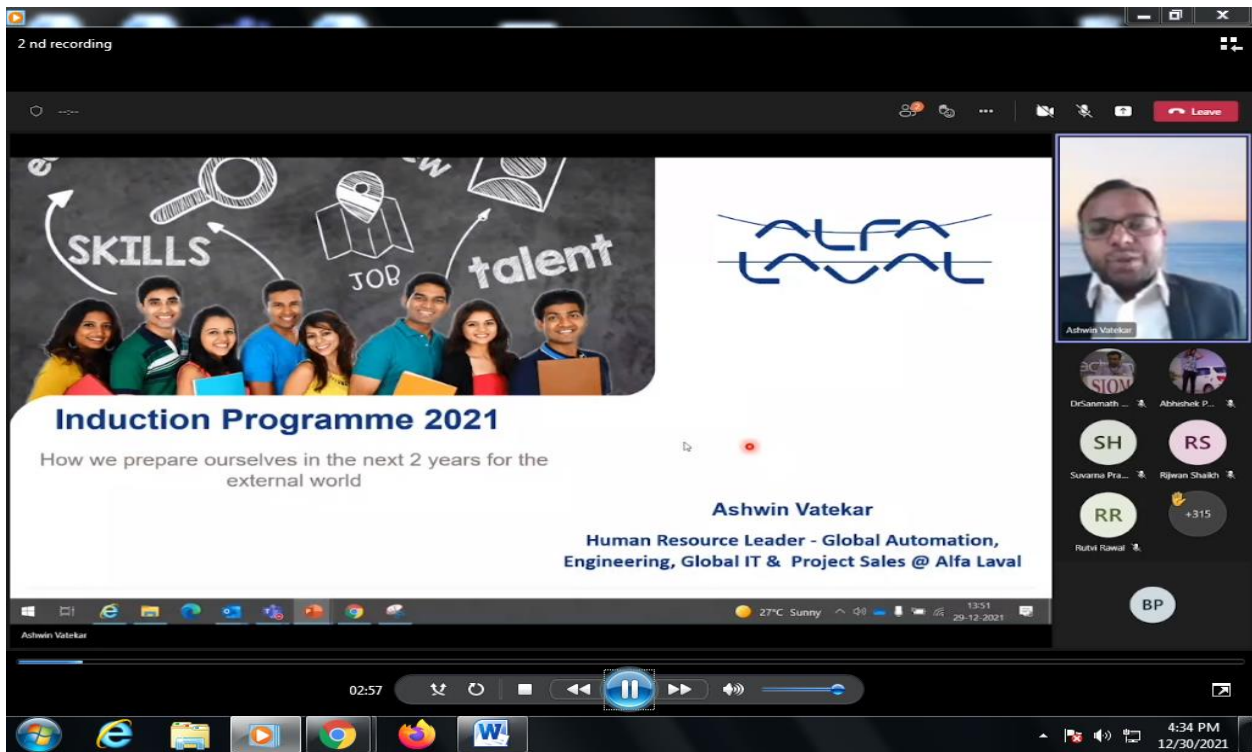 2 nd recording
Leave
SKILLS
JOB
talent
ALFA
LAVAL
Induction Programme 2021
How we prepare ourselves in the next 2 years for the
external world
Ashwin Vatekar
Human Resource Leader - Global Automation,
Engineering, Global IT & Project Sales @ Alfa Laval
Ashwin Vatekar
SIOM
DrSanmath ...
Abhishek P...
SH
RS
Suvarna Pra...
Rijwan Shaikh
RR
+315
Rutvi Rawal
BP
27°C Sunny
13:51
29-12-2021
Ashwin Vatekar
02:57
4:34 PM
12/30/2021